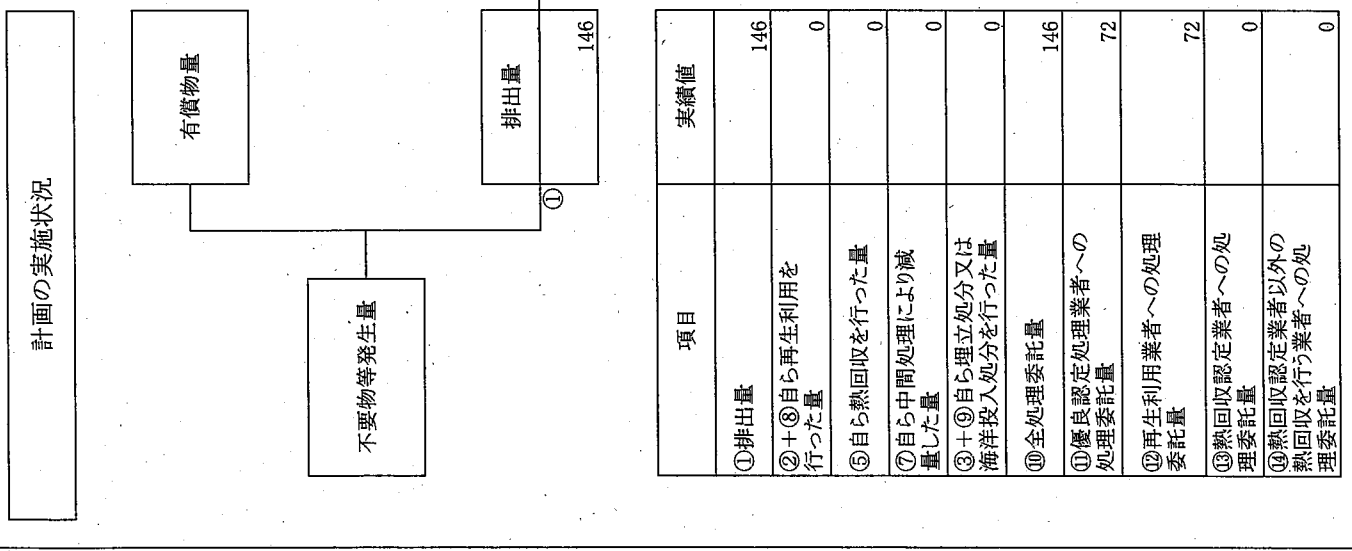 計画の実施状況
有償物量
不要物等発生量
排出量
①
146
項目
実績値
①排出量
146
②+⑧自ら再生利用を
行った量
0
⑤自ら熱回収を行った量
0
⑦自ら中間処理により減
量した量
0
③+⑨自ら埋立処分又は
海洋投入処分を行った量
0
⑩全処理委託量
146
⑪優良認定処理業者への
処理委託量
72
⑫再生利用業者への処理
委託量
72
⑬熱回収認定業者への処
理委託量
0
⑭熱回収認定業者以外の
熱回収を行う業者への処
理委託量
0